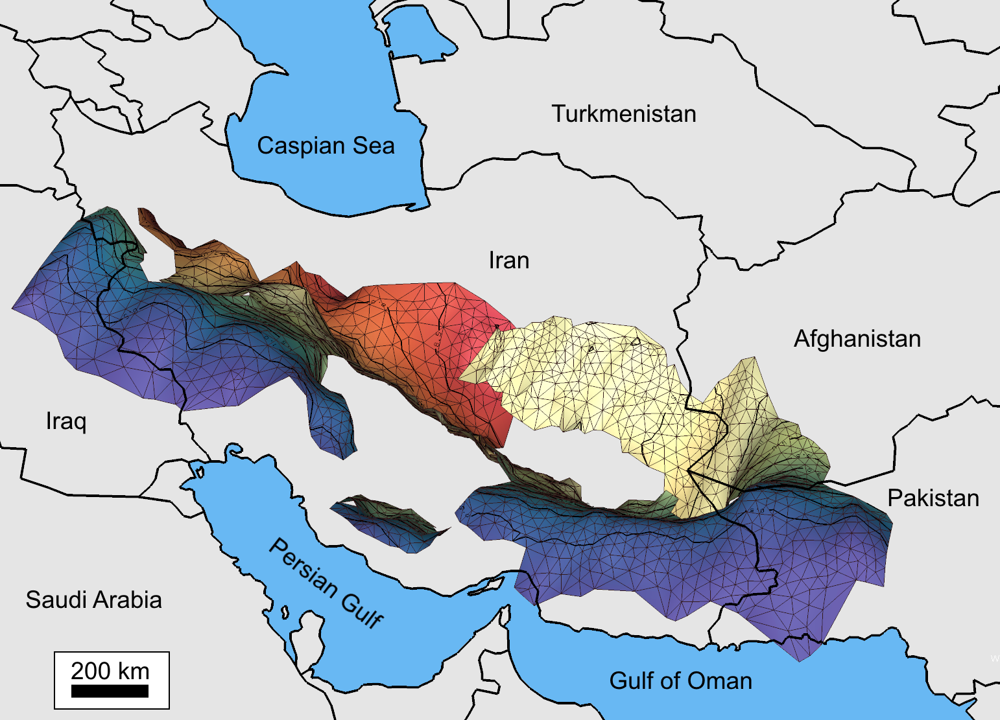 Turkmenistan
Caspian Sea
Iran
Afghanistan
Iraq
Pakistan
Persian Gulf
Saudi Arabia
200 km
Gulf of Oman